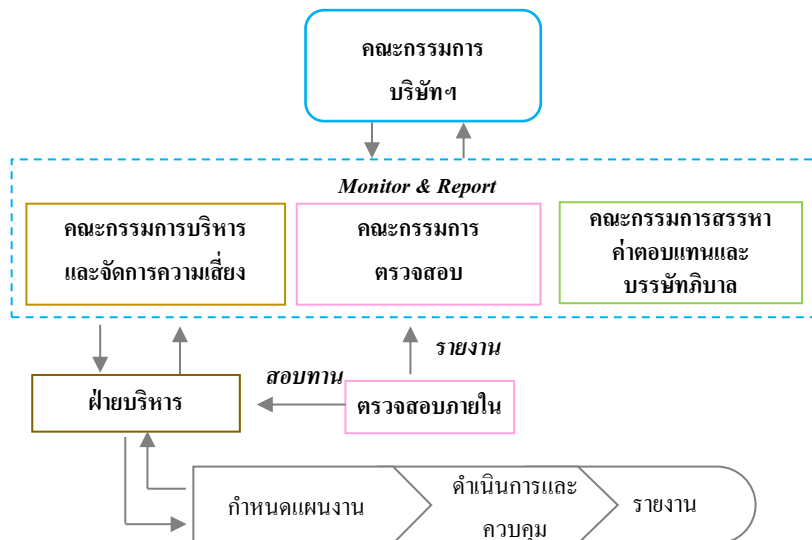 คณะกรรมการ
บริษัทฯ
Monitor & Report
คณะกรรมการบริหาร
และจัดการความเสี่ยง
คณะกรรมการ
ตรวจสอบ
คณะกรรมการสรรหา
ค่าตอบแทนและ
บรรษัทภิบาล
รายงาน
สอบทาน
ฝ่ายบริหาร
ตรวจสอบภายใน
กำหนดแผนงาน
ดำเนินการและ
ควบคุม
รายงาน